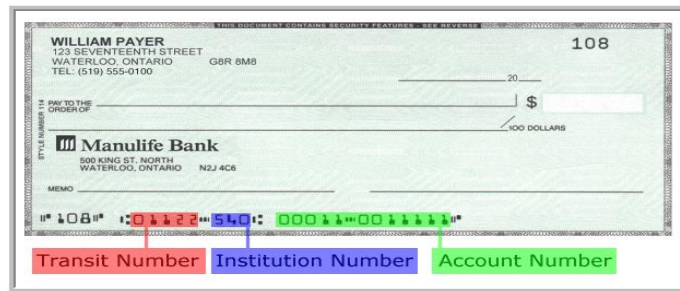 THIS DOCUMENT CONTAINS SECURITY FEATURES - SEE REVERSE
WILLIAM PAYER
108
123 SEVENTEENTH STREET
WATERLOO, ONTARIO G8R 8M8
TEL: (519) 555-0100
20
PAY TO THE
ORDER OF
$
100 DOLLARS
STYLE NUMBER 114
Manulife Bank
500 KING ST. NORTH
WATERLOO, ONTARIO N2J 4C6
MEMO
⑈108⑈ ⑆01122⑉540⑆ 00011⑉0011111⑈
Transit Number Institution Number Account Number